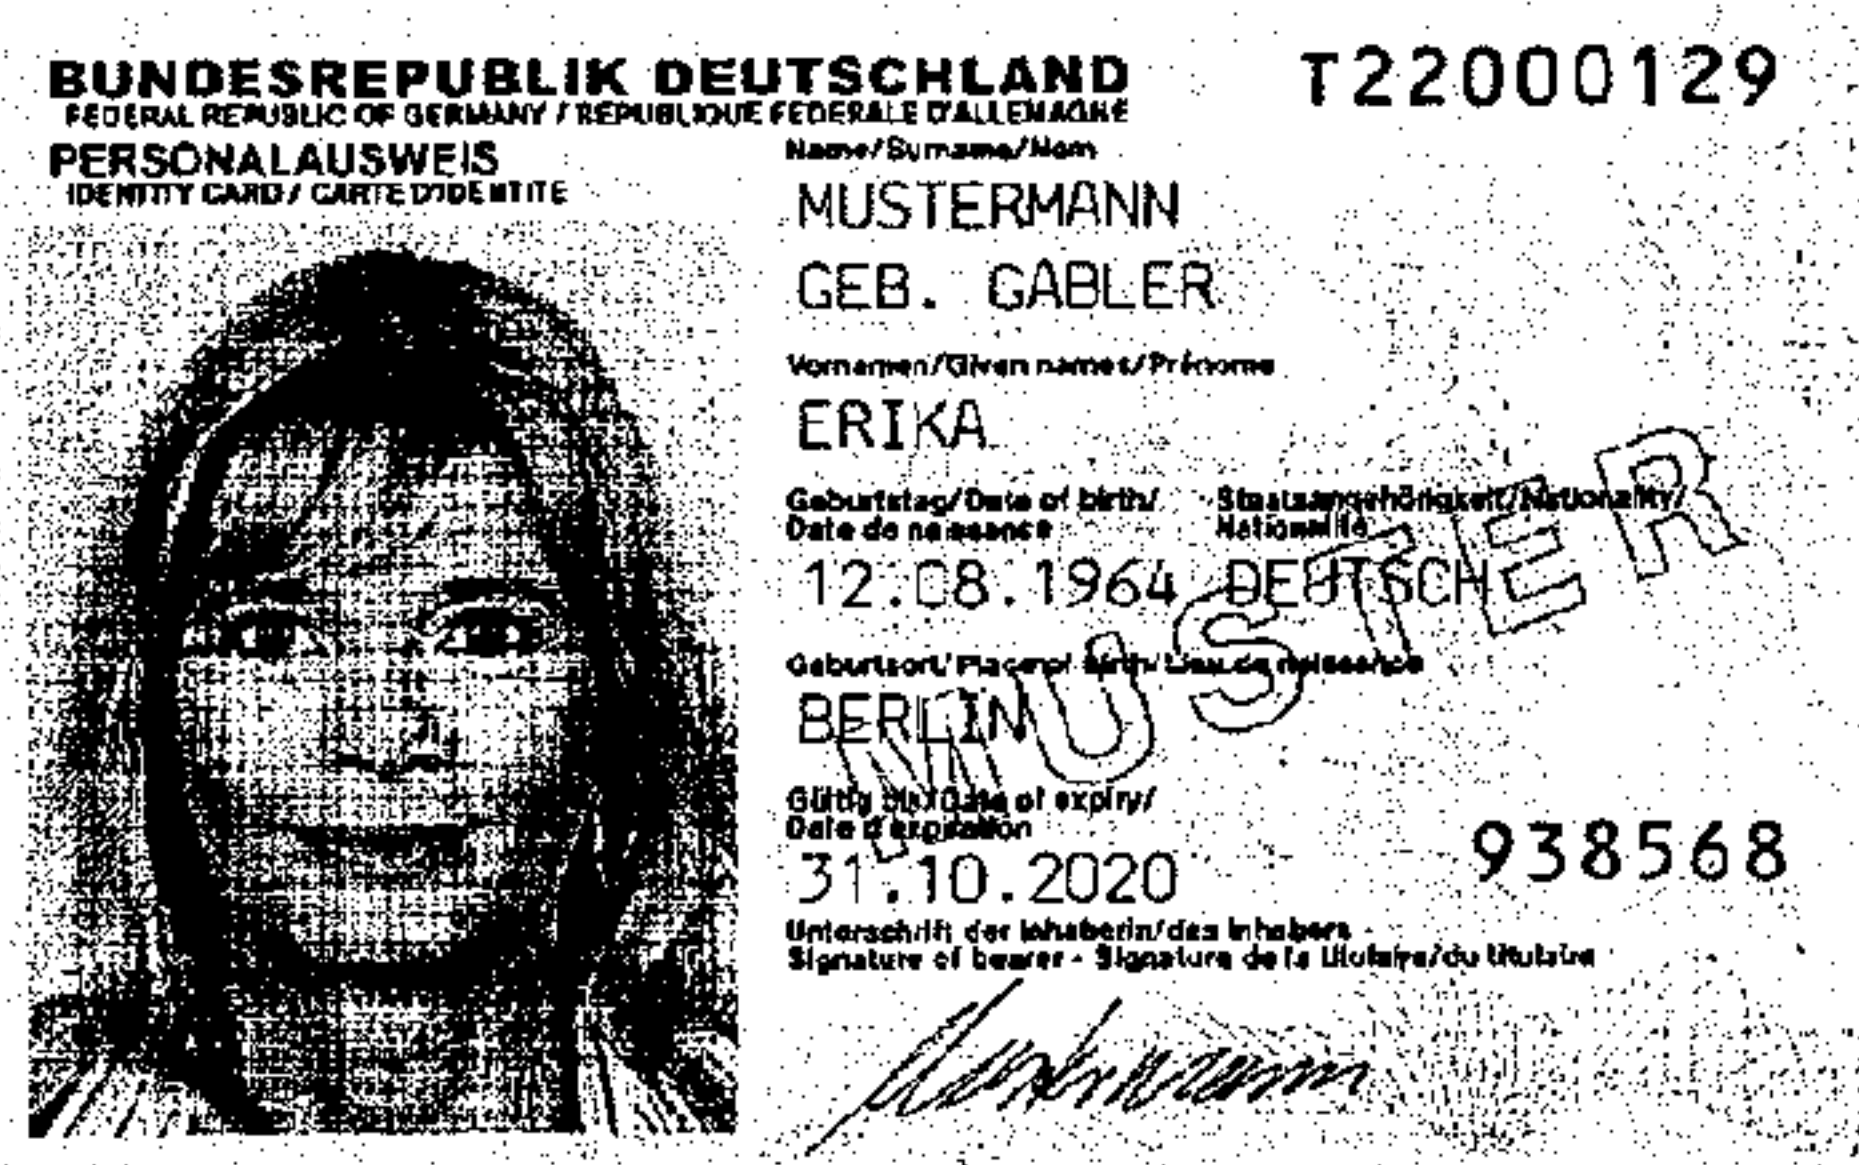 BUNDESREPUBLIK DEUTSCHLAND
FEDERAL REPUBLIC OF GERMANY / REPUBLIQUE FEDERALE D'ALLEMAGNE
PERSONALAUSWEIS
IDENTITY CARD / CARTE D'IDENTITE
T22000129
Name/Surname/Nom
MUSTERMANN
GEB. GABLER
Vornamen/Given names/Prénoms
ERIKA
Geburtstag/Date of birth/
Date de naissance
Staatsangehörigkeit/Nationality/
Nationalité
12.08.1964 DEUTSCH
Geburtsort/Place of birth/Lieu de naissance
BERLIN
MUSTER
Gültig bis/Date of expiry/
Date d'expiration
31.10.2020
938568
Unterschrift der Inhaberin/des Inhabers
Signature of bearer - Signature de la titulaire/du titulaire
Mustermann